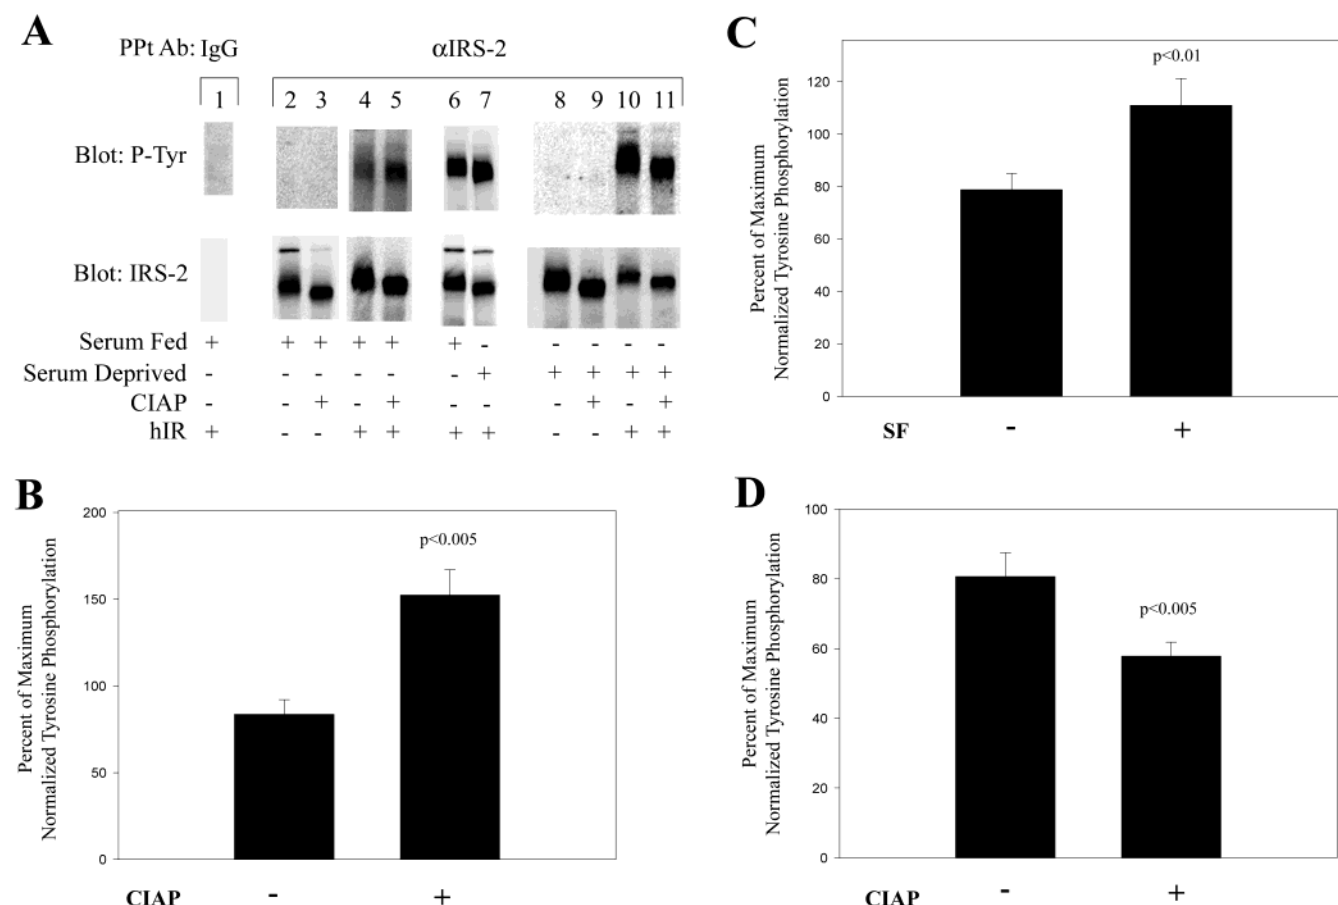 A
PPt Ab: IgG αIRS-2
1 2 3 4 5 6 7 8 9 10 11
Blot: P-Tyr
Blot: IRS-2
Serum Fed + + + + + + - - - - -
Serum Deprived - - - - - - + + + + +
CIAP - - + - + - - - + - +
hIR + - - + + + + - - + +
B
Percent of Maximum
Normalized Tyrosine Phosphorylation
200
150
100
50
0
p<0.005
CIAP - +
C
Percent of Maximum
Normalized Tyrosine Phosphorylation
120
100
80
60
40
20
0
p<0.01
SF - +
D
Percent of Maximum
Normalized Tyrosine Phosphorylation
100
80
60
40
20
0
p<0.005
CIAP - +